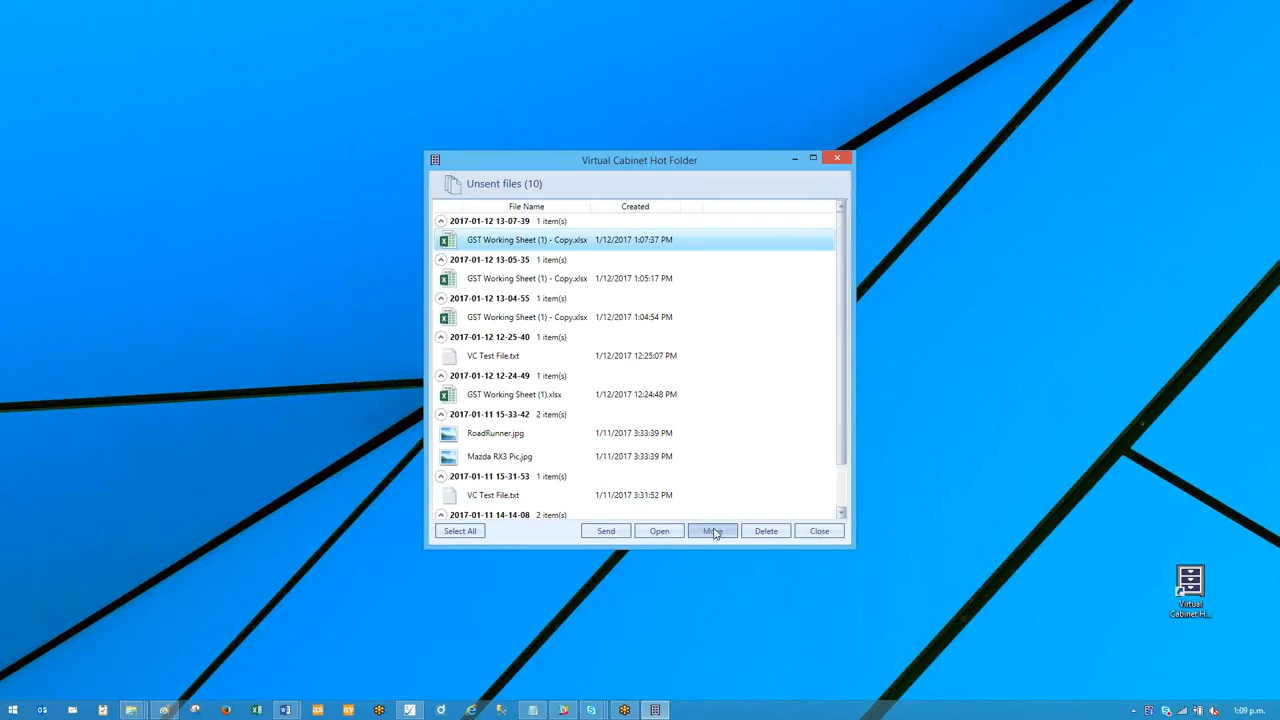 Virtual Cabinet Hot Folder
Unsent files (10)
File Name Created
2017-01-12 13-07-39 1 item(s)
GST Working Sheet (1) - Copy.xlsx 1/12/2017 1:07:37 PM
2017-01-12 13-05-35 1 item(s)
GST Working Sheet (1) - Copy.xlsx 1/12/2017 1:05:17 PM
2017-01-12 13-04-55 1 item(s)
GST Working Sheet (1) - Copy.xlsx 1/12/2017 1:04:54 PM
2017-01-12 12-25-40 1 item(s)
VC Test File.txt 1/12/2017 12:25:07 PM
2017-01-12 12-24-49 1 item(s)
GST Working Sheet (1).xlsx 1/12/2017 12:24:48 PM
2017-01-11 15-33-42 2 item(s)
RoadRunner.jpg 1/11/2017 3:33:39 PM
Mazda RX3 Pic.jpg 1/11/2017 3:33:39 PM
2017-01-11 15-31-53 1 item(s)
VC Test File.txt 1/11/2017 3:31:52 PM
2017-01-11 14-14-08 2 item(s)
Select All Send Open Delete Close
Virtual
Cabinet H...
1:09 p.m.